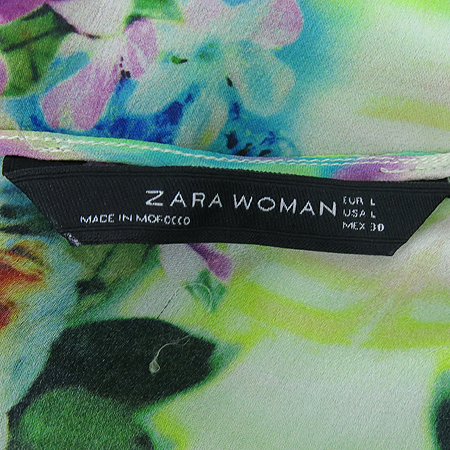 ZARA WOMAN
MADE IN MOROCCO
EUR L
USA L
MEX 30